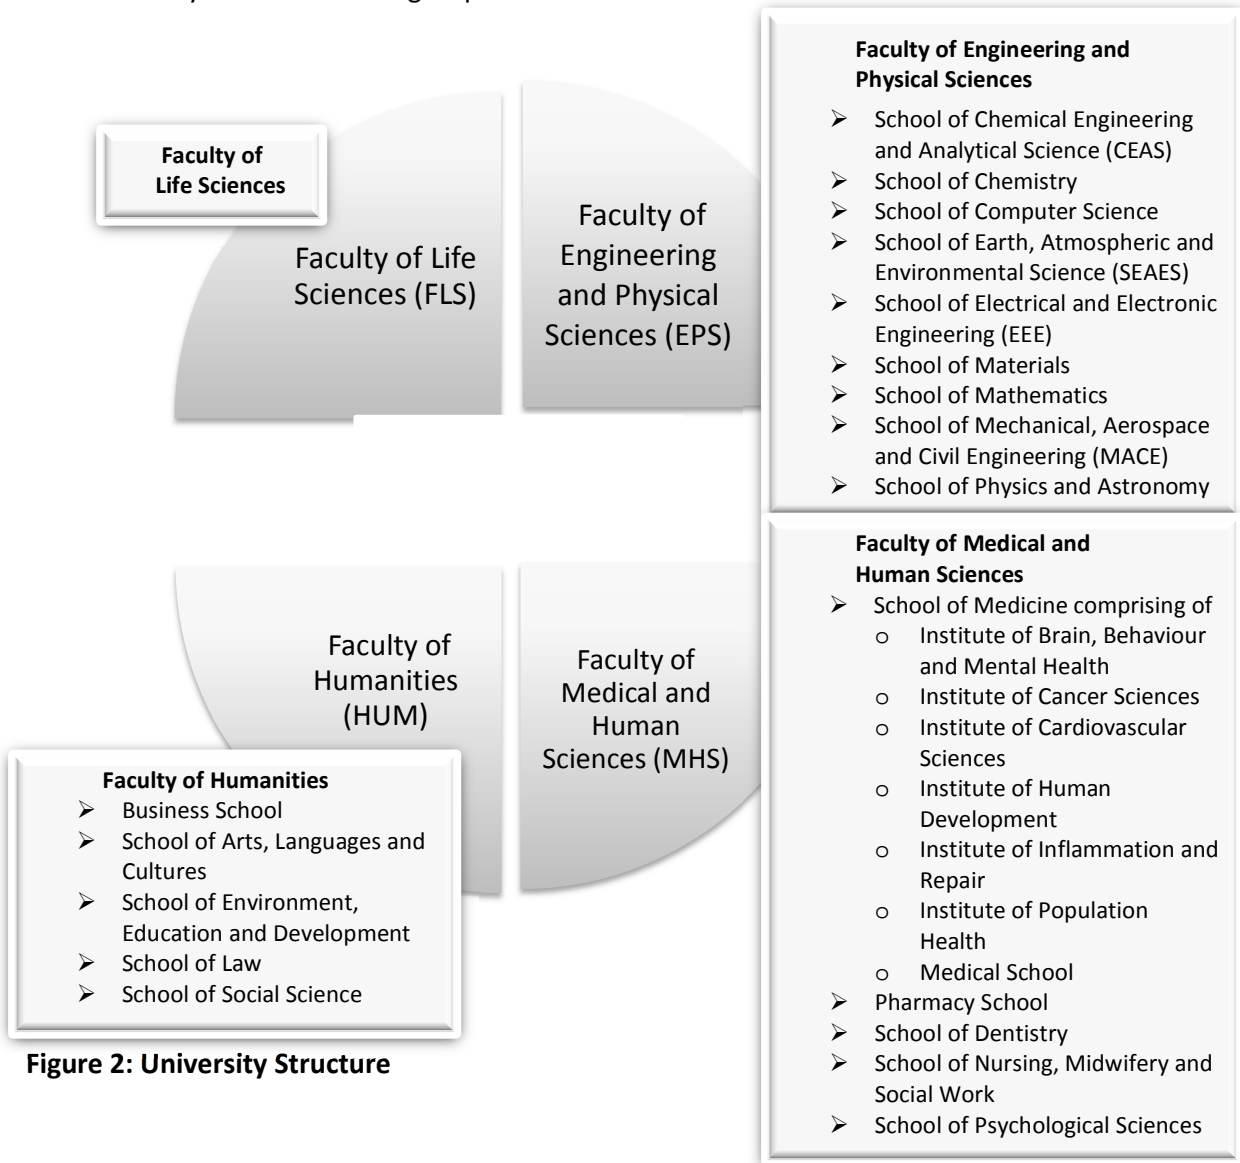 Faculty of
Life Sciences
Faculty of Life
Sciences (FLS)
Faculty of
Engineering
and Physical
Sciences (EPS)
Faculty of Engineering and
Physical Sciences
➢ School of Chemical Engineering
and Analytical Science (CEAS)
➢ School of Chemistry
➢ School of Computer Science
➢ School of Earth, Atmospheric and
Environmental Science (SEAES)
➢ School of Electrical and Electronic
Engineering (EEE)
➢ School of Materials
➢ School of Mathematics
➢ School of Mechanical, Aerospace
and Civil Engineering (MACE)
➢ School of Physics and Astronomy
Faculty of
Humanities
(HUM)
Faculty of
Medical and
Human
Sciences (MHS)
Faculty of Medical and
Human Sciences
➢ School of Medicine comprising of
o Institute of Brain, Behaviour
and Mental Health
o Institute of Cancer Sciences
o Institute of Cardiovascular
Sciences
o Institute of Human
Development
o Institute of Inflammation and
Repair
o Institute of Population
Health
o Medical School
➢ Pharmacy School
➢ School of Dentistry
➢ School of Nursing, Midwifery and
Social Work
➢ School of Psychological Sciences
Faculty of Humanities
➢ Business School
➢ School of Arts, Languages and
Cultures
➢ School of Environment,
Education and Development
➢ School of Law
➢ School of Social Science
Figure 2: University Structure